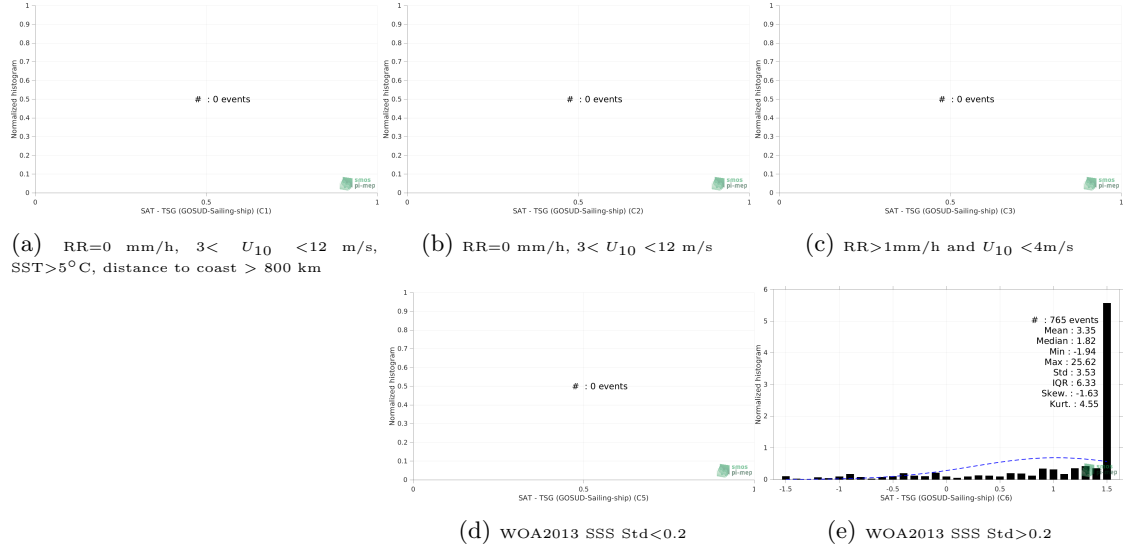 1
0.9
0.8
0.7
0.6
0.5
0.4
0.3
0.2
0.1
0
Normalized histogram
# : 0 events
smos
pi-mep
0 0.5 1
SAT - TSG (GOSUD-Sailing-ship) (C1)
1
0.9
0.8
0.7
0.6
0.5
0.4
0.3
0.2
0.1
0
Normalized histogram
# : 0 events
smos
pi-mep
0 0.5 1
SAT - TSG (GOSUD-Sailing-ship) (C2)
1
0.9
0.8
0.7
0.6
0.5
0.4
0.3
0.2
0.1
0
Normalized histogram
# : 0 events
smos
pi-mep
0 0.5 1
SAT - TSG (GOSUD-Sailing-ship) (C3)
(a) RR=0 mm/h, 3< U10 <12 m/s,
SST>5°C, distance to coast > 800 km
(b) RR=0 mm/h, 3< U10 <12 m/s
(c) RR>1mm/h and U10 <4m/s
1
0.9
0.8
0.7
0.6
0.5
0.4
0.3
0.2
0.1
0
Normalized histogram
# : 0 events
smos
pi-mep
0 0.5 1
SAT - TSG (GOSUD-Sailing-ship) (C5)
6
5
4
3
2
1
0
Normalized histogram
# : 765 events
Mean : 3.35
Median : 1.82
Min : -1.94
Max : 25.62
Std : 3.53
IQR : 6.33
Skew. : -1.63
Kurt. : 4.55
smos
pi-mep
-1.5 -1 -0.5 0 0.5 1 1.5
SAT - TSG (GOSUD-Sailing-ship) (C6)
(d) WOA2013 SSS Std<0.2
(e) WOA2013 SSS Std>0.2